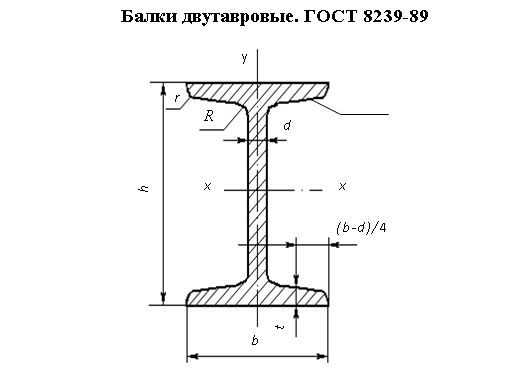 Балки двутавровые. ГОСТ 8239-89
y
r
R
d
h
x
x
(b-d)/4
t
b